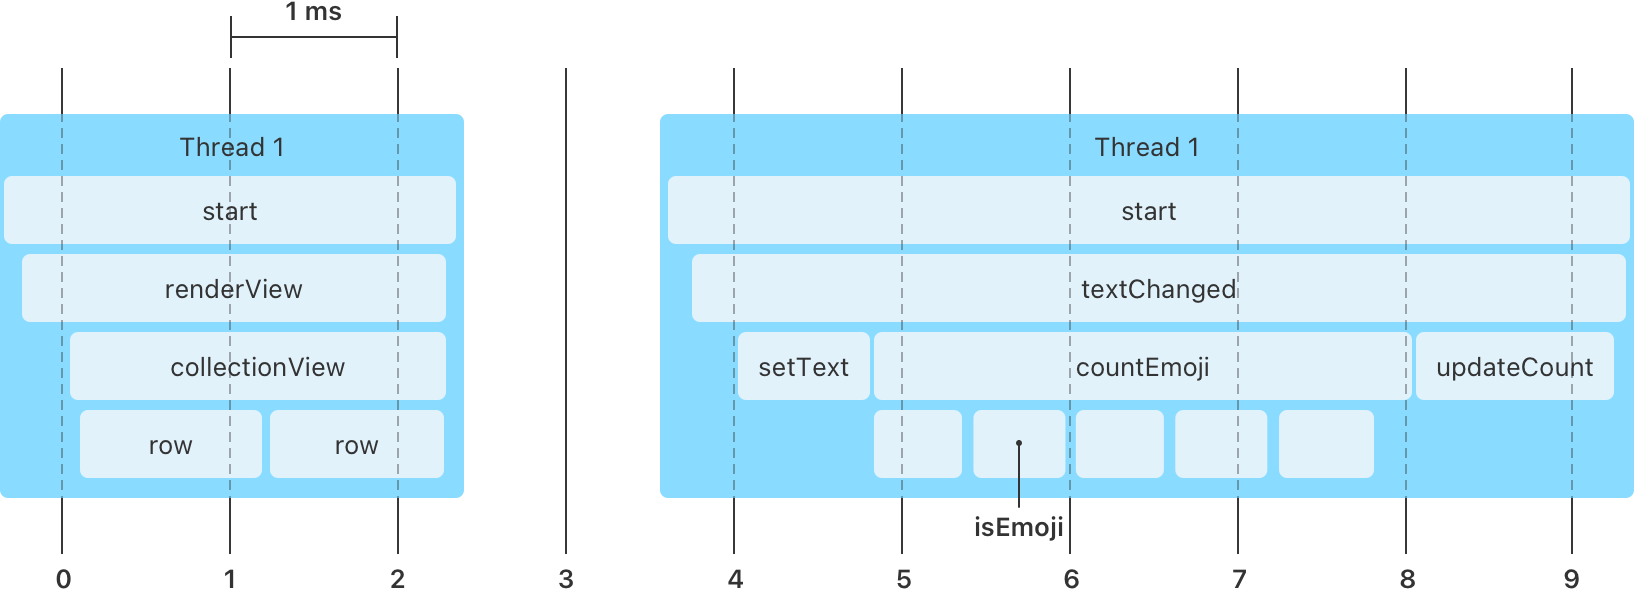 1 ms
Thread 1
start
renderView
collectionView
row
row
Thread 1
start
textChanged
setText
countEmoji
updateCount
isEmoji
0
1
2
3
4
5
6
7
8
9